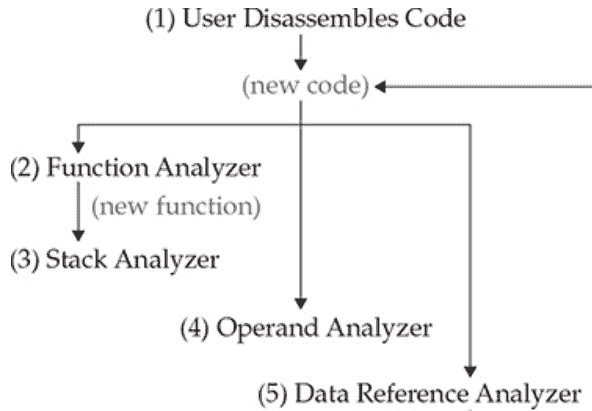 (1) User Disassembles Code
(new code)
(2) Function Analyzer
(new function)
(3) Stack Analyzer
(4) Operand Analyzer
(5) Data Reference Analyzer